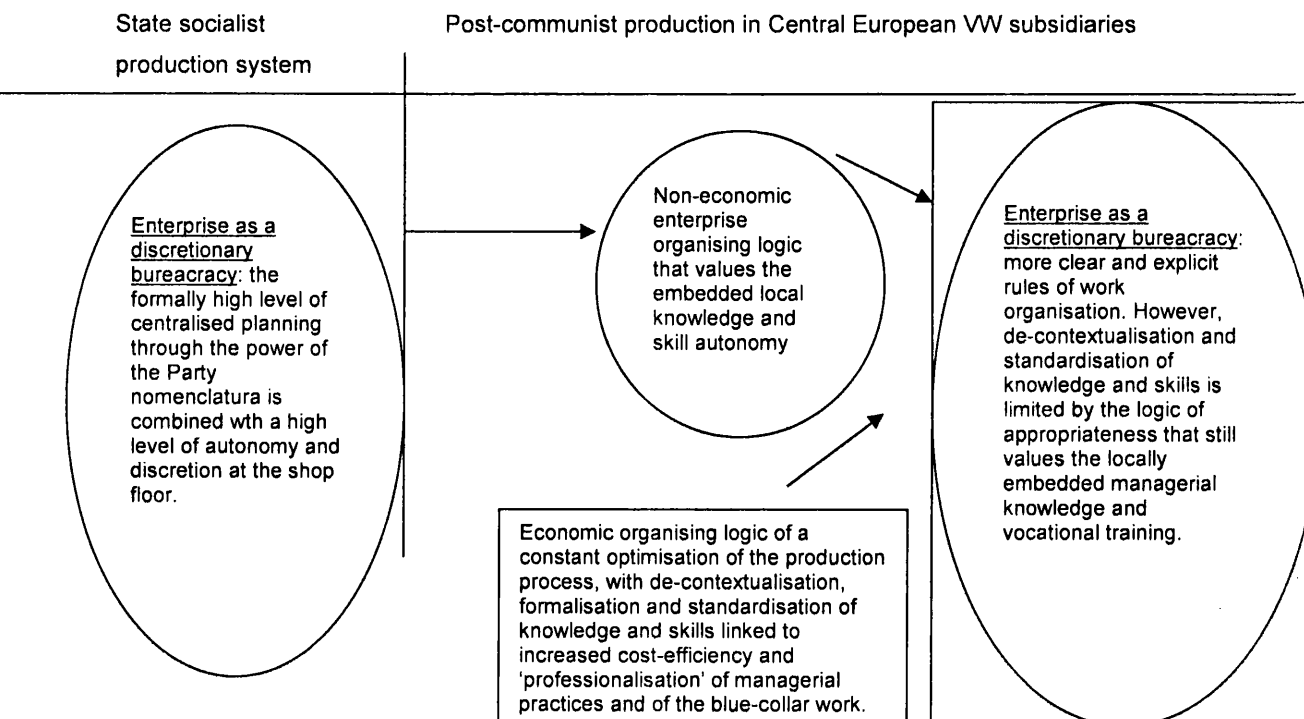 State socialist
production system
Post-communist production in Central European VW subsidiaries
Enterprise as a
discretionary
bureacracy: the
formally high level of
centralised planning
through the power of
the Party
nomenclatura is
combined wth a high
level of autonomy and
discretion at the shop
floor.
Non-economic
enterprise
organising logic
that values the
embedded local
knowledge and
skill autonomy
Economic organising logic of a
constant optimisation of the production
process, with de-contextualisation,
formalisation and standardisation of
knowledge and skills linked to
increased cost-efficiency and
'professionalisation' of managerial
practices and of the blue-collar work.
Enterprise as a
discretionary bureacracy:
more clear and explicit
rules of work
organisation. However,
de-contextualisation and
standardisation of
knowledge and skills is
limited by the logic of
appropriateness that still
values the locally
embedded managerial
knowledge and
vocational training.